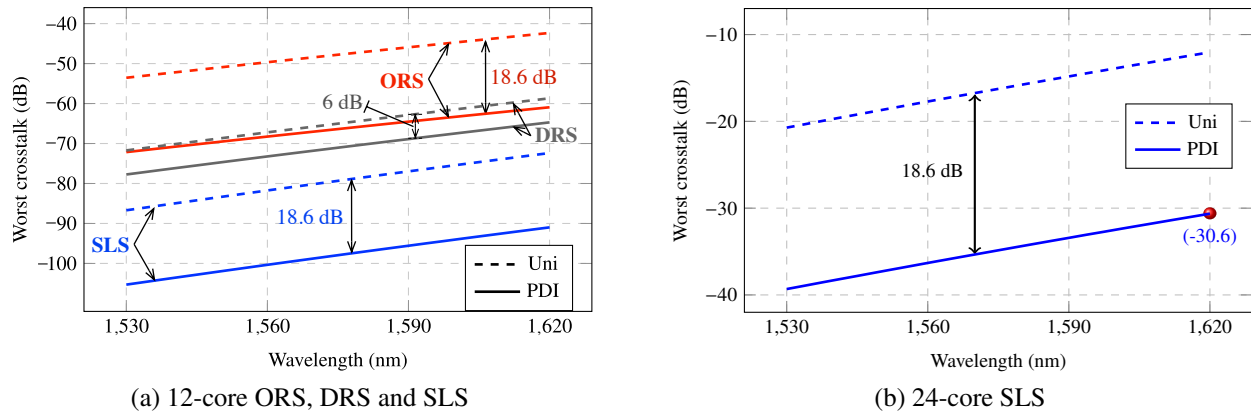 −40
−50
−60
−70
−80
−90
−100
Worst crosstalk (dB)
ORS
18.6 dB
6 dB
DRS
18.6 dB
SLS
Uni
PDI
1,530
1,560
1,590
1,620
Wavelength (nm)
(a) 12-core ORS, DRS and SLS
−10
−20
−30
−40
Worst crosstalk (dB)
18.6 dB
Uni
PDI
(-30.6)
1,530
1,560
1,590
1,620
Wavelength (nm)
(b) 24-core SLS